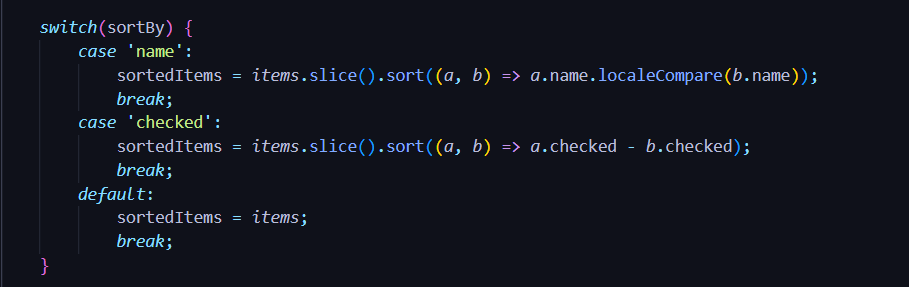 switch(sortBy) {
    case 'name':
        sortedItems = items.slice().sort((a, b) => a.name.localeCompare(b.name));
        break;
    case 'checked':
        sortedItems = items.slice().sort((a, b) => a.checked - b.checked);
        break;
    default:
        sortedItems = items;
        break;
}